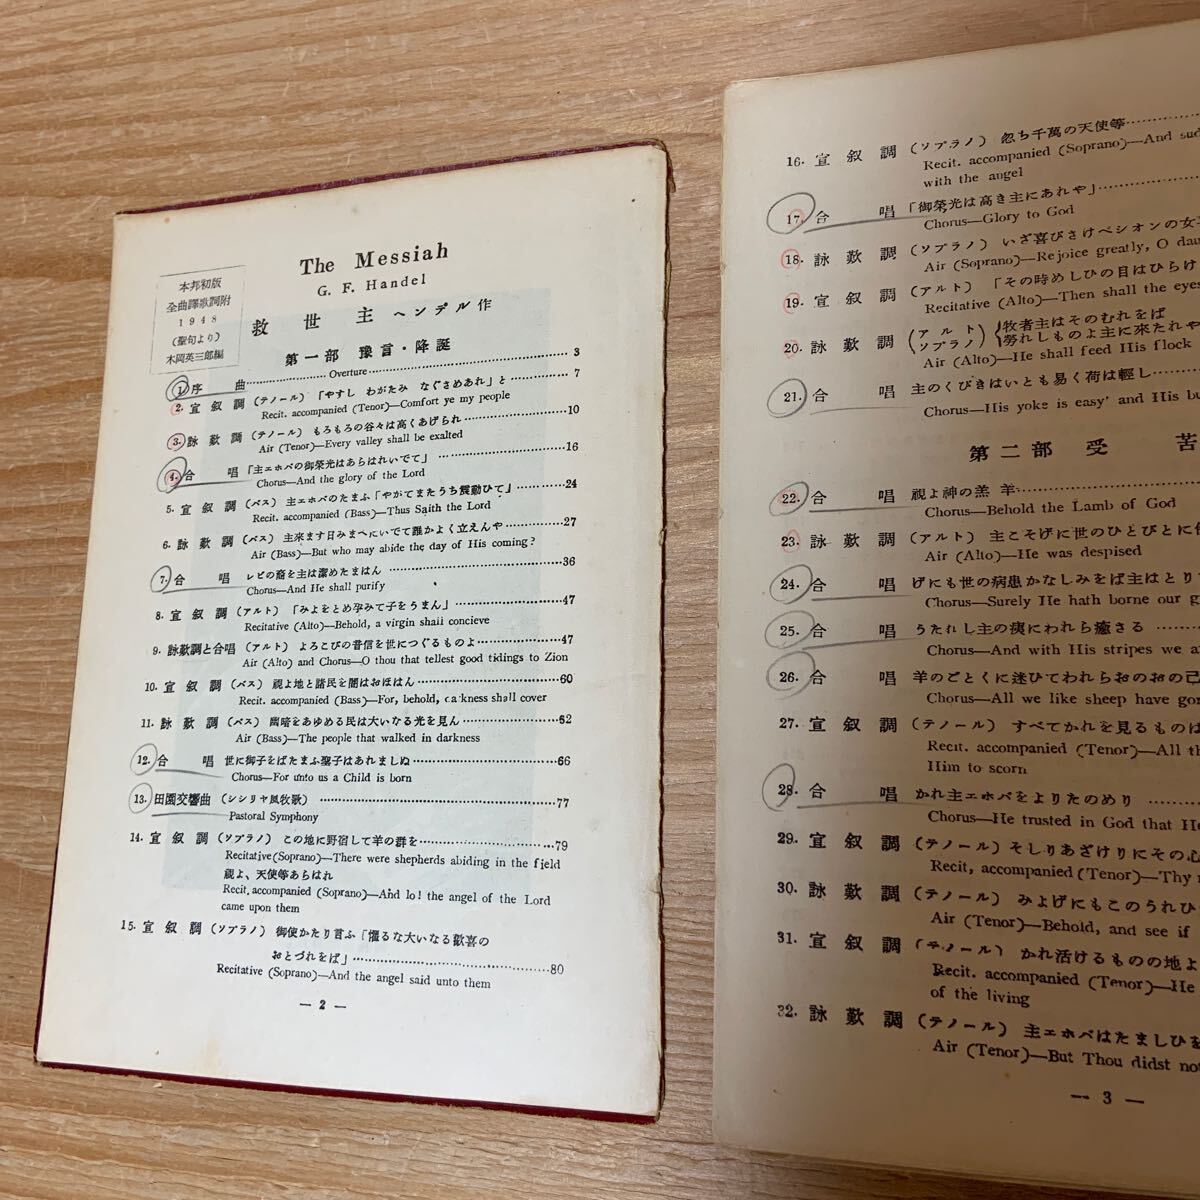 The Messiah
G. F. Handel
救世主 ヘンデル作
本邦初版
全曲譯歌詞附
1948
(聖句より)
木岡英三郎編
第一部 豫言・降誕
1. 序曲 Overture 3
2. 宣叙調 (テノール) 「やすし わがたみ なぐさめあれ」と 7
Recit. accompanied (Tenor)—Comfort ye my people
3. 詠歎調 (テノール) もろもろの谷々は高くあげられ 10
Air (Tenor)—Every valley shall be exalted
4. 合唱 「主エホバの御榮光はあらはれいでて」 16
Chorus—And the glory of the Lord
5. 宣叙調 (バス) 主エホバのたまふ「やがてまたうち震動ひて」 24
Recit. accompanied (Bass)—Thus Saith the Lord
6. 詠歎調 (バス) 主來ます日みまへにいでて誰かよく立えんや 27
Air (Bass)—But who may abide the day of His coming?
7. 合唱 レビの裔を主は潔めたまはん 36
Chorus—And He shall purify
8. 宣叙調 (アルト) 「みよをとめ孕みて子をうまん」 47
Recitative (Alto)—Behold, a virgin shall concieve
9. 詠歎調と合唱 (アルト) よろこびの音信を世につぐるものよ 47
Air (Alto) and Chorus—O thou that tellest good tidings to Zion
10. 宣叙調 (バス) 視よ地と諸民を闇はおほはん 60
Recit. accompanied (Bass)—For, behold, darkness shall cover
11. 詠歎調 (バス) 幽暗をあゆめる民は大いなる光を見ん 62
Air (Bass)—The people that walked in darkness
12. 合唱 世に御子をばたまふ聖子はあれましぬ 66
Chorus—For unto us a Child is born
13. 田園交響曲 (シシリヤ風牧歌) 77
Pastoral Symphony
14. 宣叙調 (ソプラノ) この地に野宿して羊の群を 79
Recitative (Soprano)—There were shepherds abiding in the field
視よ、天使等あらはれ
Recit. accompanied (Soprano)—And lo! the angel of the Lord
came upon them
15. 宣叙調 (ソプラノ) 御使かたり言ふ「懼るな大いなる歡喜の
おとづれをば」 80
Recitative (Soprano)—And the angel said unto them
— 2 —
16. 宣叙調 (ソプラノ) 忽ち千萬の天使等
Recit. accompanied (Soprano)—And sud
with the angel
17. 合唱 「御榮光は高き主にあれや」
Chorus—Glory to God
18. 詠歎調 (ソプラノ) いざ喜びさけべシオンの女
Air (Soprano)—Rejoice greatly, O dau
19. 宣叙調 (アルト) 「その時めしひの目はひらけ
Recitative (Alto)—Then shall the eyes
20. 詠歎調 (アルト ソプラノ) {牧者主はそのむれをば
勞れしものよ主に來たれや
Air (Alto)—He shall feed His flock
21. 合唱 主のくびきはいとも易く荷は輕し
Chorus—His yoke is easy' and His bu
第二部 受苦
22. 合唱 視よ神の羔羊
Chorus—Behold the Lamb of God
23. 詠歎調 (アルト) 主こそげに世のひとびとに
Air (Alto)—He was despised
24. 合唱 げにも世の病患かなしみをば主はとり
Chorus—Surely He hath borne our g
25. 合唱 うたれし主の痍にわれら癒さる
Chorus—And with His stripes we a
26. 合唱 羊のごとくに迷ひてわれらおのおの己
Chorus—All we like sheep have gon
27. 宣叙調 (テノール) すべてかれを見るものは
Recit. accompanied (Tenor)—All th
Him to scorn
28. 合唱 かれ主エホバをよりたのめり
Chorus—He trusted in God that He
29. 宣叙調 (テノール) そしりあざけりにその心
Recit, accompanied (Tenor)—Thy r
30. 詠歎調 (テノール) みよげにもこのうれひ
Air (Tenor)—Behold, and see if
31. 宣叙調 (テノール) かれ活けるものの地よ
Recit. accompanied (Tenor)—He
of the living
32. 詠歎調 (テノール) 主エホバはたましひを
Air (Tenor)—But Thou didst not
— 3 —